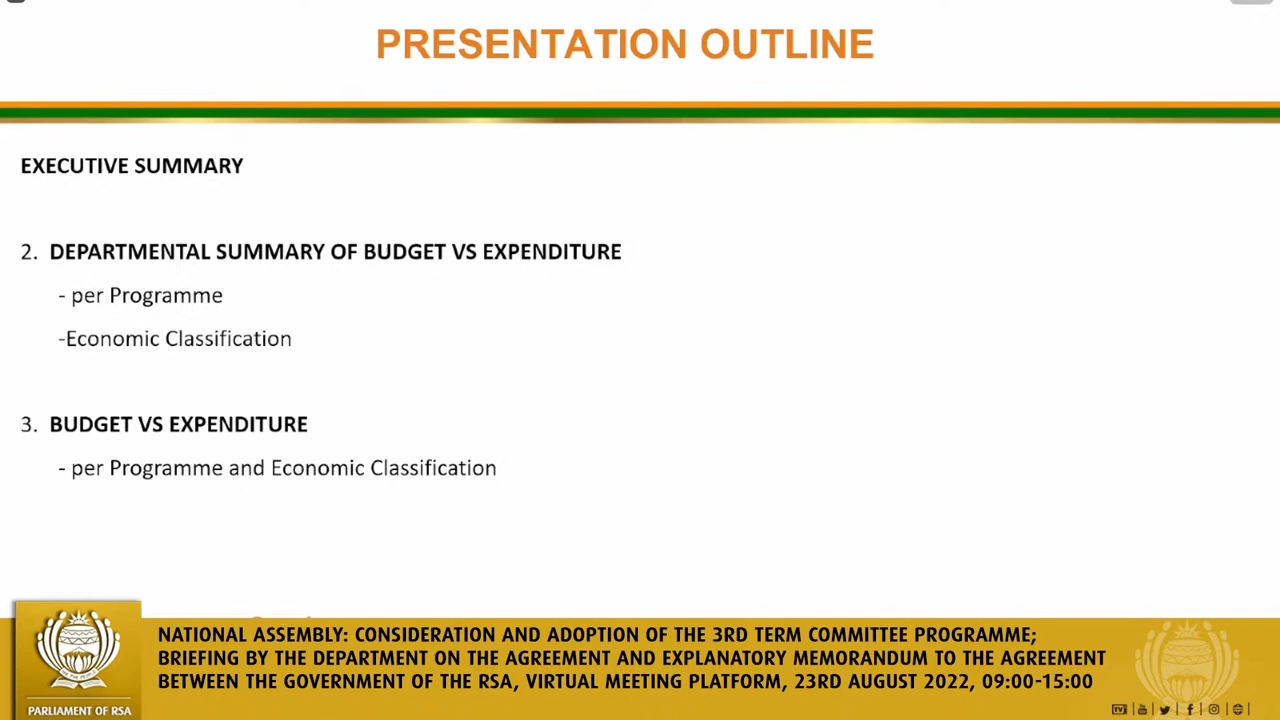 PRESENTATION OUTLINE
EXECUTIVE SUMMARY
2. DEPARTMENTAL SUMMARY OF BUDGET VS EXPENDITURE
- per Programme
-Economic Classification
3. BUDGET VS EXPENDITURE
- per Programme and Economic Classification
NATIONAL ASSEMBLY: CONSIDERATION AND ADOPTION OF THE 3RD TERM COMMITTEE PROGRAMME;
BRIEFING BY THE DEPARTMENT ON THE AGREEMENT AND EXPLANATORY MEMORANDUM TO THE AGREEMENT
BETWEEN THE GOVERNMENT OF THE RSA, VIRTUAL MEETING PLATFORM, 23RD AUGUST 2022, 09:00-15:00
PARLIAMENT OF RSA